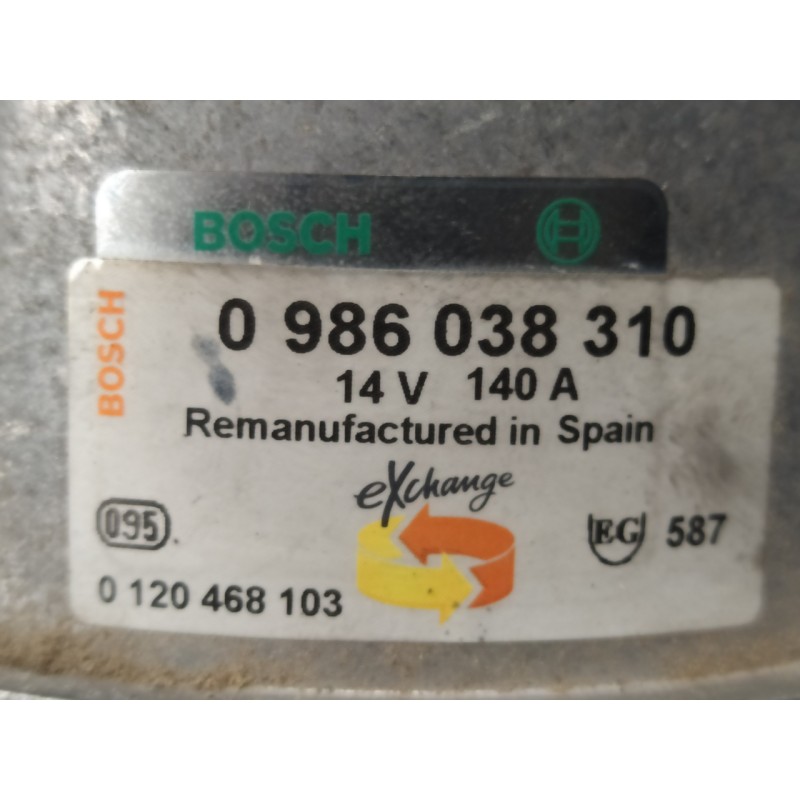 BOSCH
BOSCH
0 986 038 310
14 V 140 A
Remanufactured in Spain
eXchange
095.
EG 587
0 120 468 103